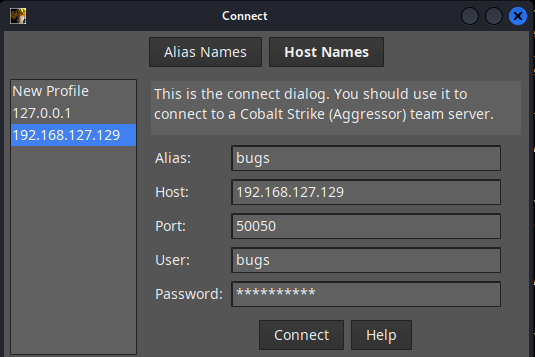 Connect
Alias Names
Host Names
New Profile
127.0.0.1
192.168.127.129
This is the connect dialog. You should use it to
connect to a Cobalt Strike (Aggressor) team server.
Alias: bugs
Host: 192.168.127.129
Port: 50050
User: bugs
Password: **********
Connect
Help